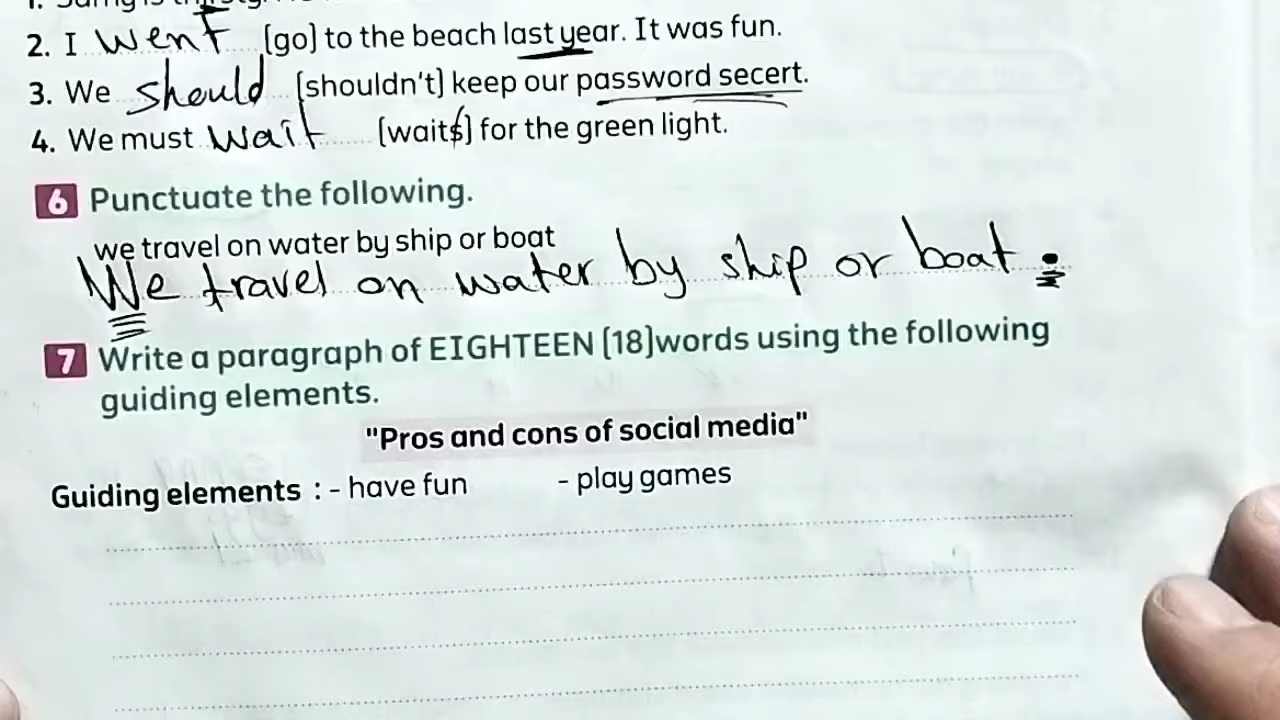 2. I went [go] to the beach last year. It was fun.
3. We should [shouldn't] keep our password secert.
4. We must wait [waits] for the green light.
6 Punctuate the following.
we travel on water by ship or boat
We travel on water by ship or boat .
7 Write a paragraph of EIGHTEEN [18]words using the following
guiding elements.
"Pros and cons of social media"
Guiding elements : - have fun - play games